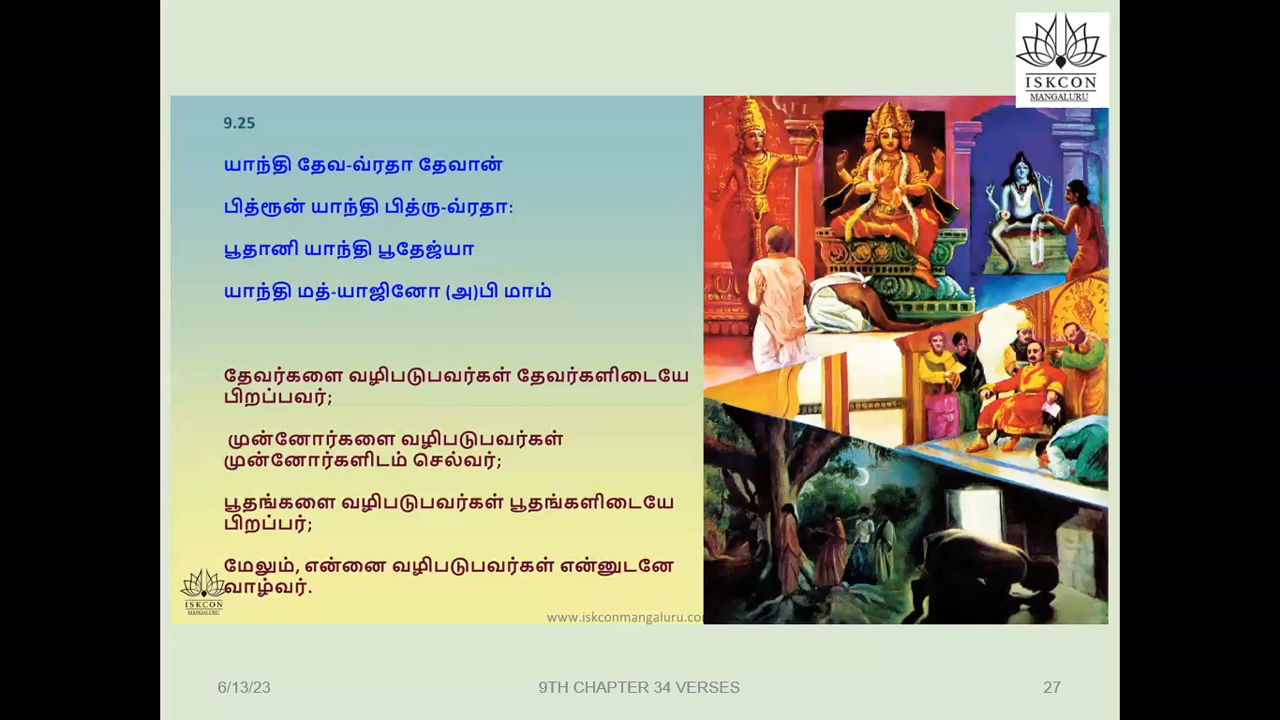 ISKCON
MANGALURU
9.25
யாந்தி தேவ-வ்ரதா தேவான்
பித்ரூன் யாந்தி பித்ரு-வ்ரதா:
பூதானி யாந்தி பூதேஜ்யா
யாந்தி மத்-யாஜினோ (அ)பி மாம்
தேவர்களை வழிபடுபவர்கள் தேவர்களிடையே
பிறப்பவர்;
முன்னோர்களை வழிபடுபவர்கள்
முன்னோர்களிடம் செல்வர்;
பூதங்களை வழிபடுபவர்கள் பூதங்களிடையே
பிறப்பர்;
மேலும், என்னை வழிபடுபவர்கள் என்னுடனே
வாழ்வர்.
ISKCON
MANGALURU
www.iskconmangaluru.co
6/13/23
9TH CHAPTER 34 VERSES
27